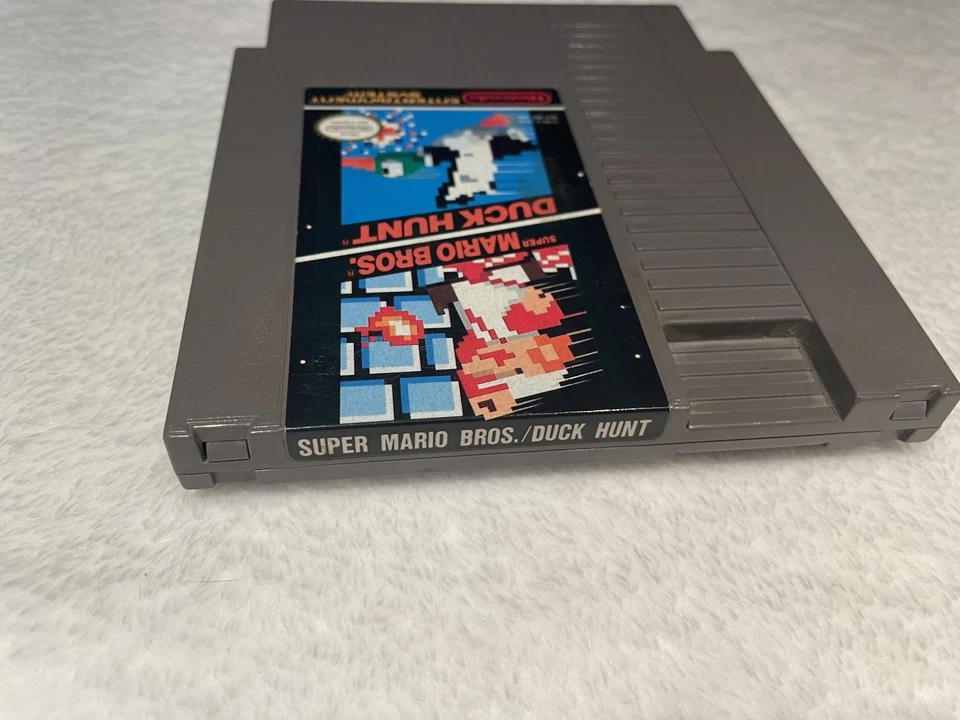 SUPER MARIO BROS./DUCK HUNT
SUPER MARIO BROS.
DUCK HUNT
Nintendo
ENTERTAINMENT
SYSTEM